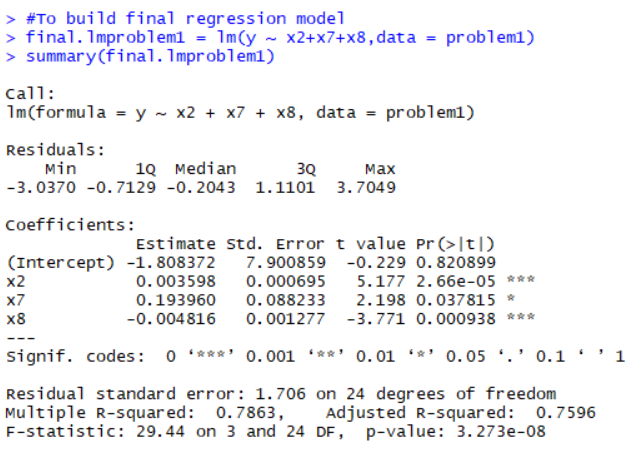 > #To build final regression model
> final.lmproblem1 = lm(y ~ x2+x7+x8,data = problem1)
> summary(final.lmproblem1)
Call:
lm(formula = y ~ x2 + x7 + x8, data = problem1)
Residuals:
    Min      1Q  Median      3Q     Max
-3.0370 -0.7129 -0.2043  1.1101  3.7049
Coefficients:
             Estimate Std. Error t value Pr(>|t|)
(Intercept) -1.808372   7.900859  -0.229 0.820899
x2           0.003598   0.000695   5.177 2.66e-05 ***
x7           0.193960   0.088233   2.198 0.037815 *
x8          -0.004816   0.001277  -3.771 0.000938 ***
---
Signif. codes:  0 ‘***’ 0.001 ‘**’ 0.01 ‘*’ 0.05 ‘.’ 0.1 ‘ ’ 1
Residual standard error: 1.706 on 24 degrees of freedom
Multiple R-squared:  0.7863,    Adjusted R-squared:  0.7596
F-statistic: 29.44 on 3 and 24 DF,  p-value: 3.273e-08